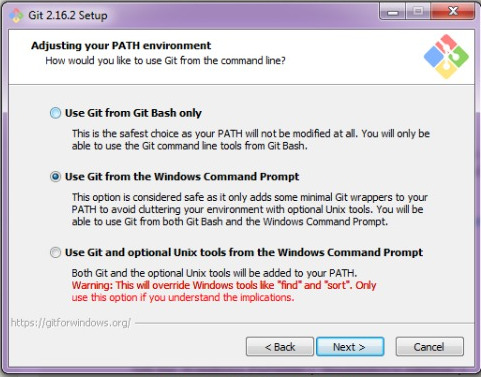 Git 2.16.2 Setup
Adjusting your PATH environment
How would you like to use Git from the command line?
Use Git from Git Bash only
This is the safest choice as your PATH will not be modified at all. You will only be
able to use the Git command line tools from Git Bash.
Use Git from the Windows Command Prompt
This option is considered safe as it only adds some minimal Git wrappers to your
PATH to avoid cluttering your environment with optional Unix tools. You will be
able to use Git from both Git Bash and the Windows Command Prompt.
Use Git and optional Unix tools from the Windows Command Prompt
Both Git and the optional Unix tools will be added to your PATH.
Warning: This will override Windows tools like "find" and "sort". Only
use this option if you understand the implications.
https://gitforwindows.org/
< Back
Next >
Cancel